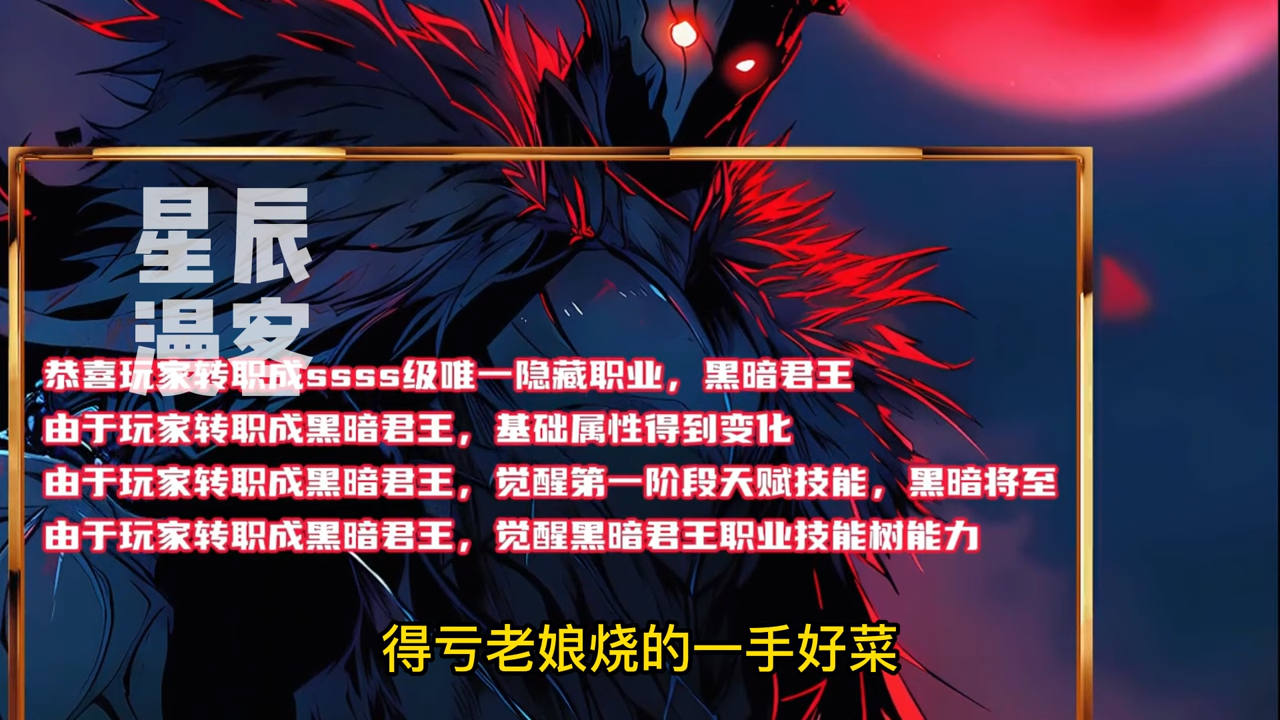 星辰
漫客
恭喜玩家转职成ssss级唯一隐藏职业，黑暗君王
由于玩家转职成黑暗君王，基础属性得到变化
由于玩家转职成黑暗君王，觉醒第一阶段天赋技能，黑暗将至
由于玩家转职成黑暗君王，觉醒黑暗君王职业技能树能力
得亏老娘烧的一手好菜